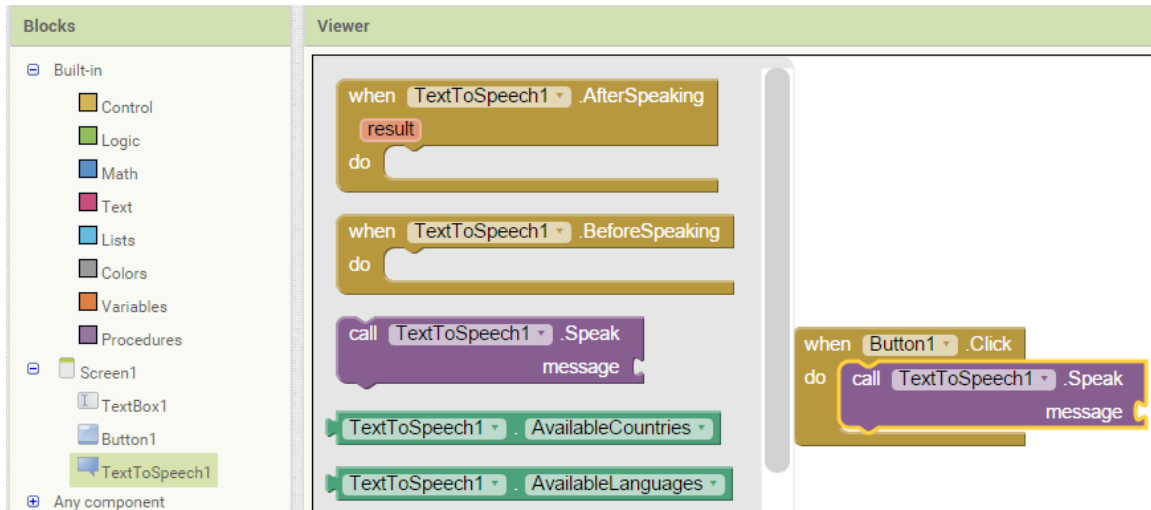 Blocks
Viewer
Built-in
Control
Logic
Math
Text
Lists
Colors
Variables
Procedures
Screen1
TextBox1
Button1
TextToSpeech1
Any component
when TextToSpeech1 .AfterSpeaking
result
do
when TextToSpeech1 .BeforeSpeaking
do
call TextToSpeech1 .Speak
message
TextToSpeech1 . AvailableCountries
TextToSpeech1 . AvailableLanguages
when Button1 .Click
do call TextToSpeech1 .Speak
message